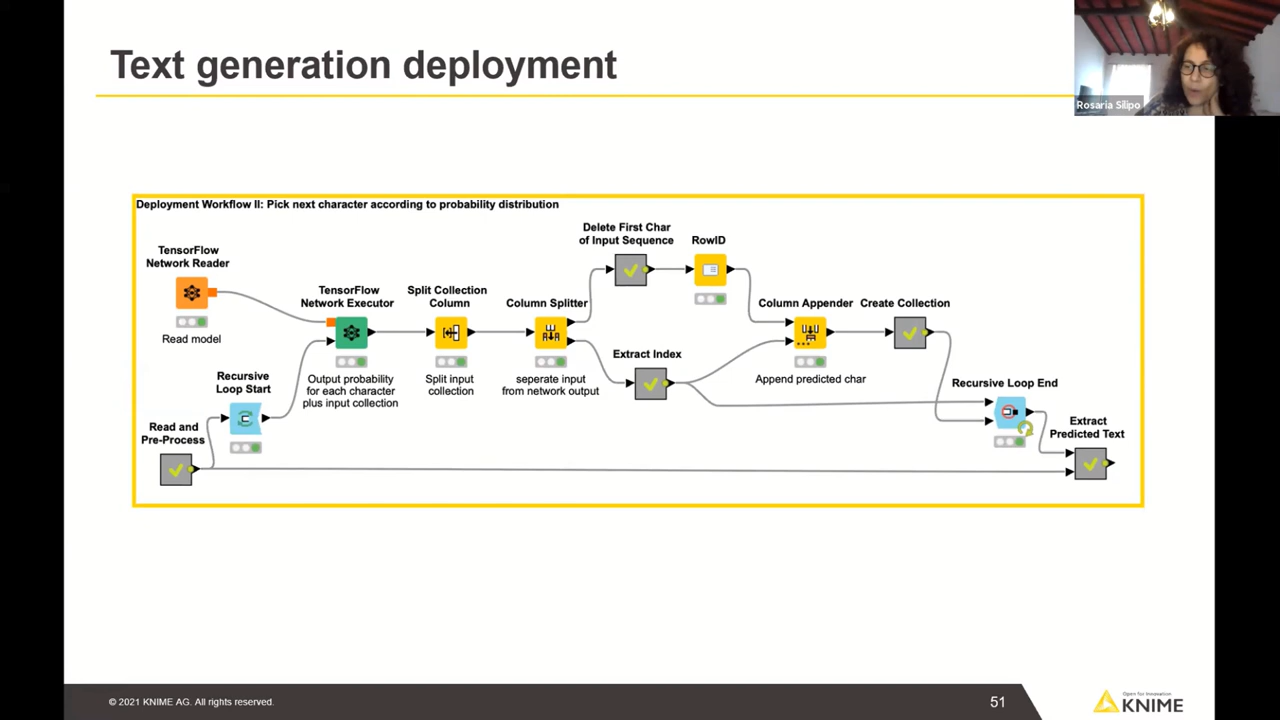 Text generation deployment
Rosaria Silipo
Deployment Workflow II: Pick next character according to probability distribution
TensorFlow
Network Reader
Read model
Read and
Pre-Process
Recursive
Loop Start
TensorFlow
Network Executor
Output probability
for each character
plus input collection
Split Collection
Column
Split input
collection
Column Splitter
seperate input
from network output
Delete First Char
of Input Sequence
RowID
Extract Index
Column Appender
Append predicted char
Create Collection
Recursive Loop End
Extract
Predicted Text
© 2021 KNIME AG. All rights reserved.
51
Open for Innovation
KNIME